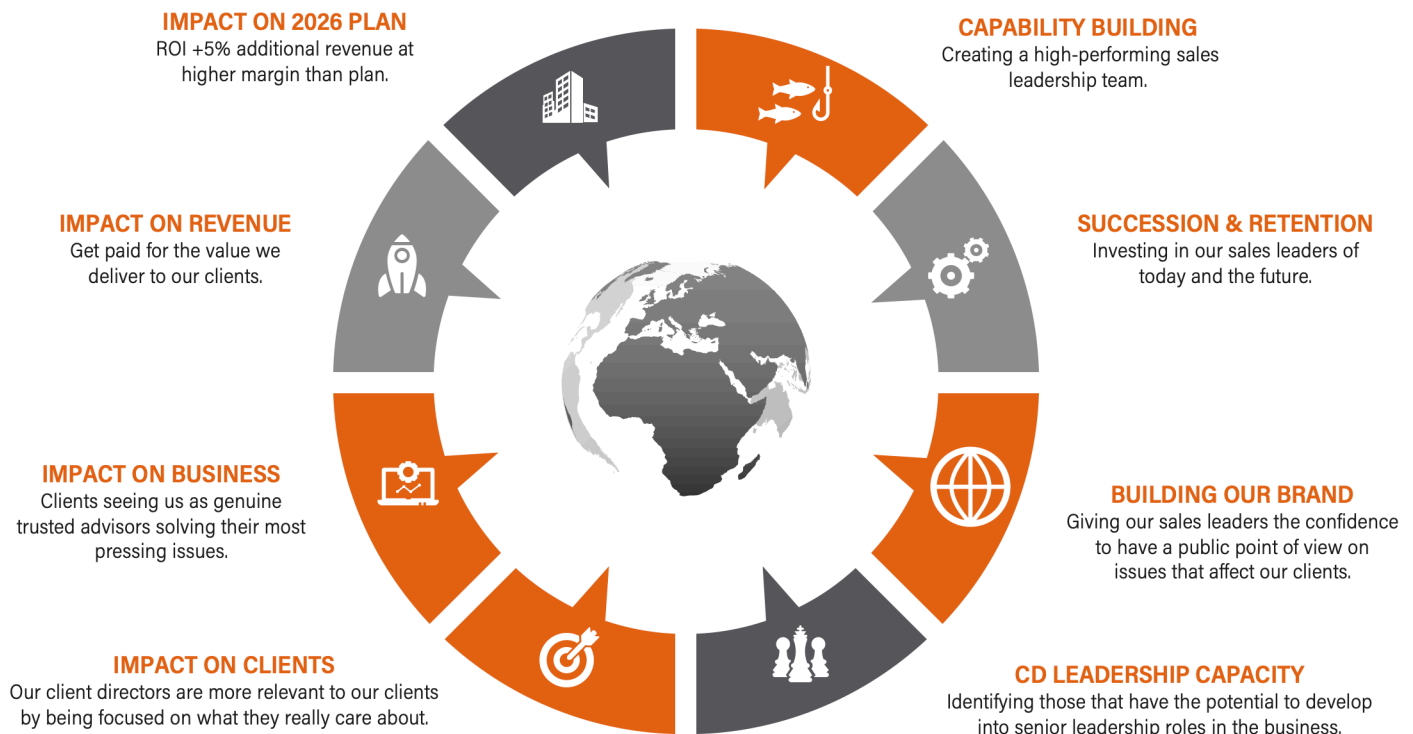 IMPACT ON 2026 PLAN
ROI +5% additional revenue at
higher margin than plan.
CAPABILITY BUILDING
Creating a high-performing sales
leadership team.
IMPACT ON REVENUE
Get paid for the value we
deliver to our clients.
SUCCESSION & RETENTION
Investing in our sales leaders of
today and the future.
IMPACT ON BUSINESS
Clients seeing us as genuine
trusted advisors solving their most
pressing issues.
BUILDING OUR BRAND
Giving our sales leaders the confidence
to have a public point of view on
issues that affect our clients.
IMPACT ON CLIENTS
Our client directors are more relevant to our clients
by being focused on what they really care about.
CD LEADERSHIP CAPACITY
Identifying those that have the potential to develop
into senior leadership roles in the business.